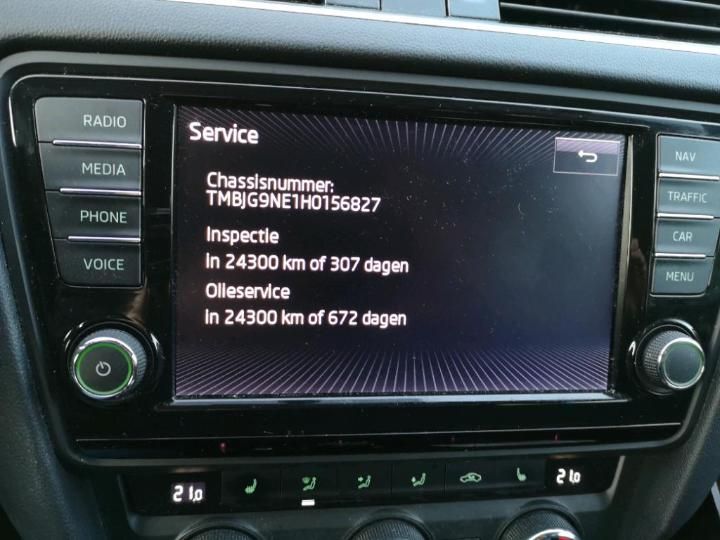 RADIO
MEDIA
PHONE
VOICE
Service
Chassisnummer:
TMBJG9NE1H0156827
Inspectie
In 24300 km of 307 dagen
Olieservice
In 24300 km of 672 dagen
NAV
TRAFFIC
CAR
MENU
21,0
21,0